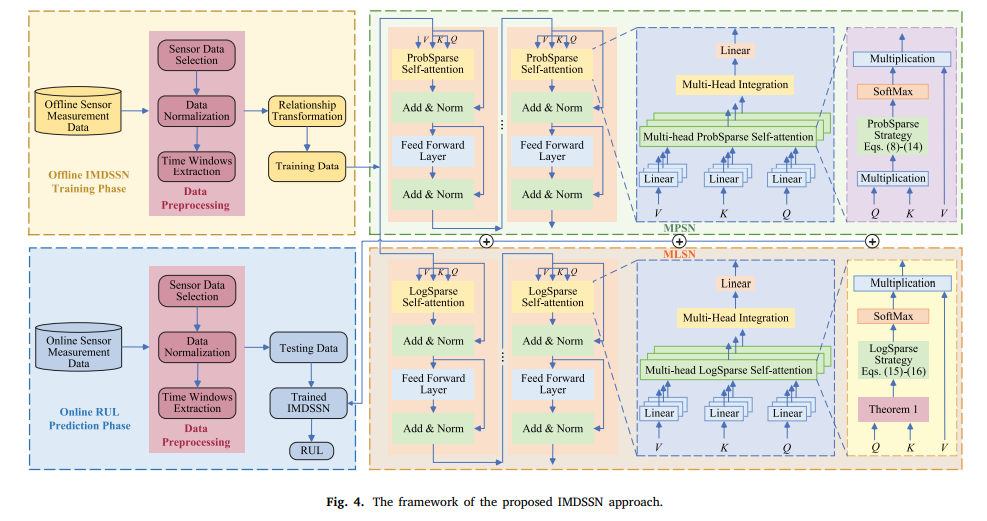 Offline Sensor
Measurement
Data
Offline IMDSSN
Training Phase
Sensor Data
Selection
Data
Normalization
Time Windows
Extraction
Data
Preprocessing
Relationship
Transformation
Training Data
V K Q
ProbSparse
Self-attention
Add & Norm
Feed Forward
Layer
Add & Norm
...
V K Q
ProbSparse
Self-attention
Add & Norm
Feed Forward
Layer
Add & Norm
Linear
Multi-Head Integration
Multi-head ProbSparse Self-attention
Linear
Linear
Linear
V K Q
Multiplication
SoftMax
ProbSparse
Strategy
Eqs. (8)-(14)
Multiplication
Q K V
MPSN
+
+
+
Online Sensor
Measurement
Data
Online RUL
Prediction Phase
Sensor Data
Selection
Data
Normalization
Time Windows
Extraction
Data
Preprocessing
Testing Data
Trained
IMDSSN
RUL
MLSN
V K Q
LogSparse
Self-attention
Add & Norm
Feed Forward
Layer
Add & Norm
...
V K Q
LogSparse
Self-attention
Add & Norm
Feed Forward
Layer
Add & Norm
Linear
Multi-Head Integration
Multi-head LogSparse Self-attention
Linear
Linear
Linear
V K Q
Multiplication
SoftMax
LogSparse
Strategy
Eqs. (15)-(16)
Theorem 1
Q K V
Fig. 4. The framework of the proposed IMDSSN approach.